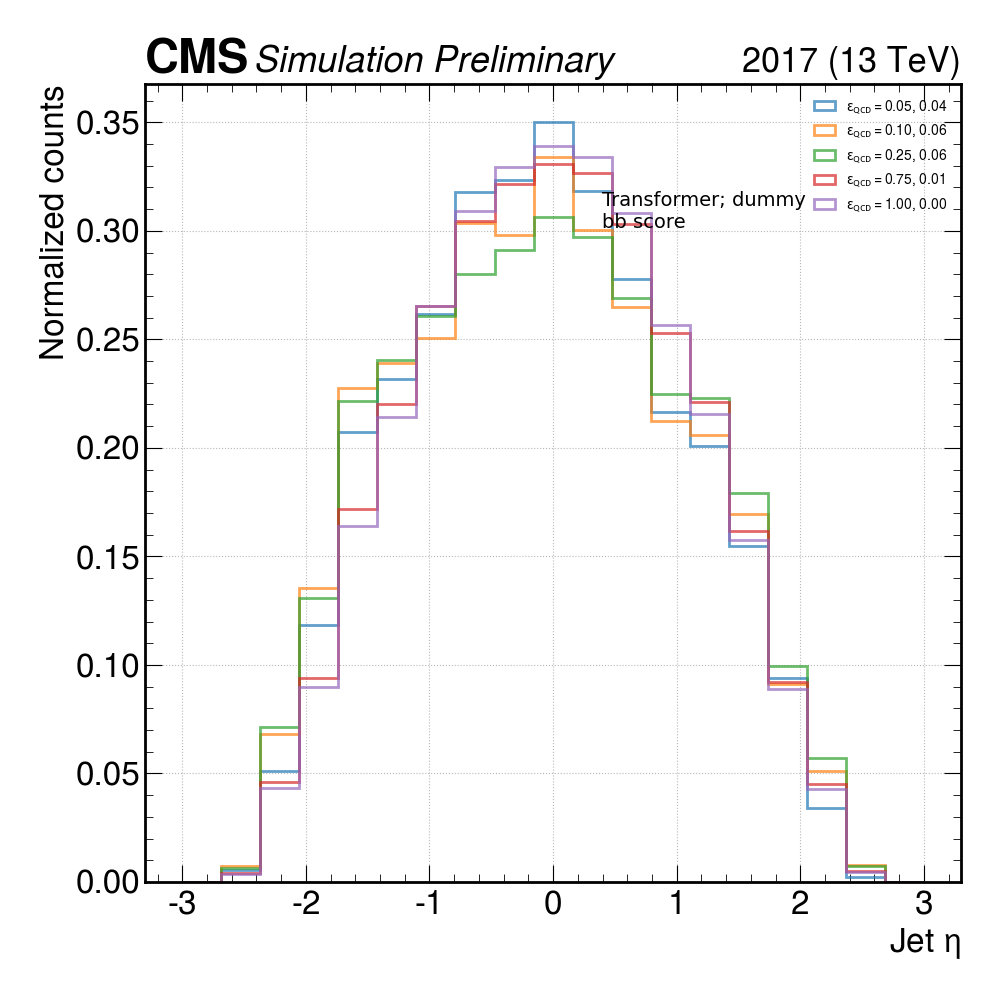 CMS Simulation Preliminary 2017 (13 TeV)
Normalized counts
0.35
0.30
0.25
0.20
0.15
0.10
0.05
0.00
εQCD = 0.05, 0.04
εQCD = 0.10, 0.06
εQCD = 0.25, 0.06
εQCD = 0.75, 0.01
εQCD = 1.00, 0.00
Transformer; dummy
bb score
-3 -2 -1 0 1 2 3
Jet η